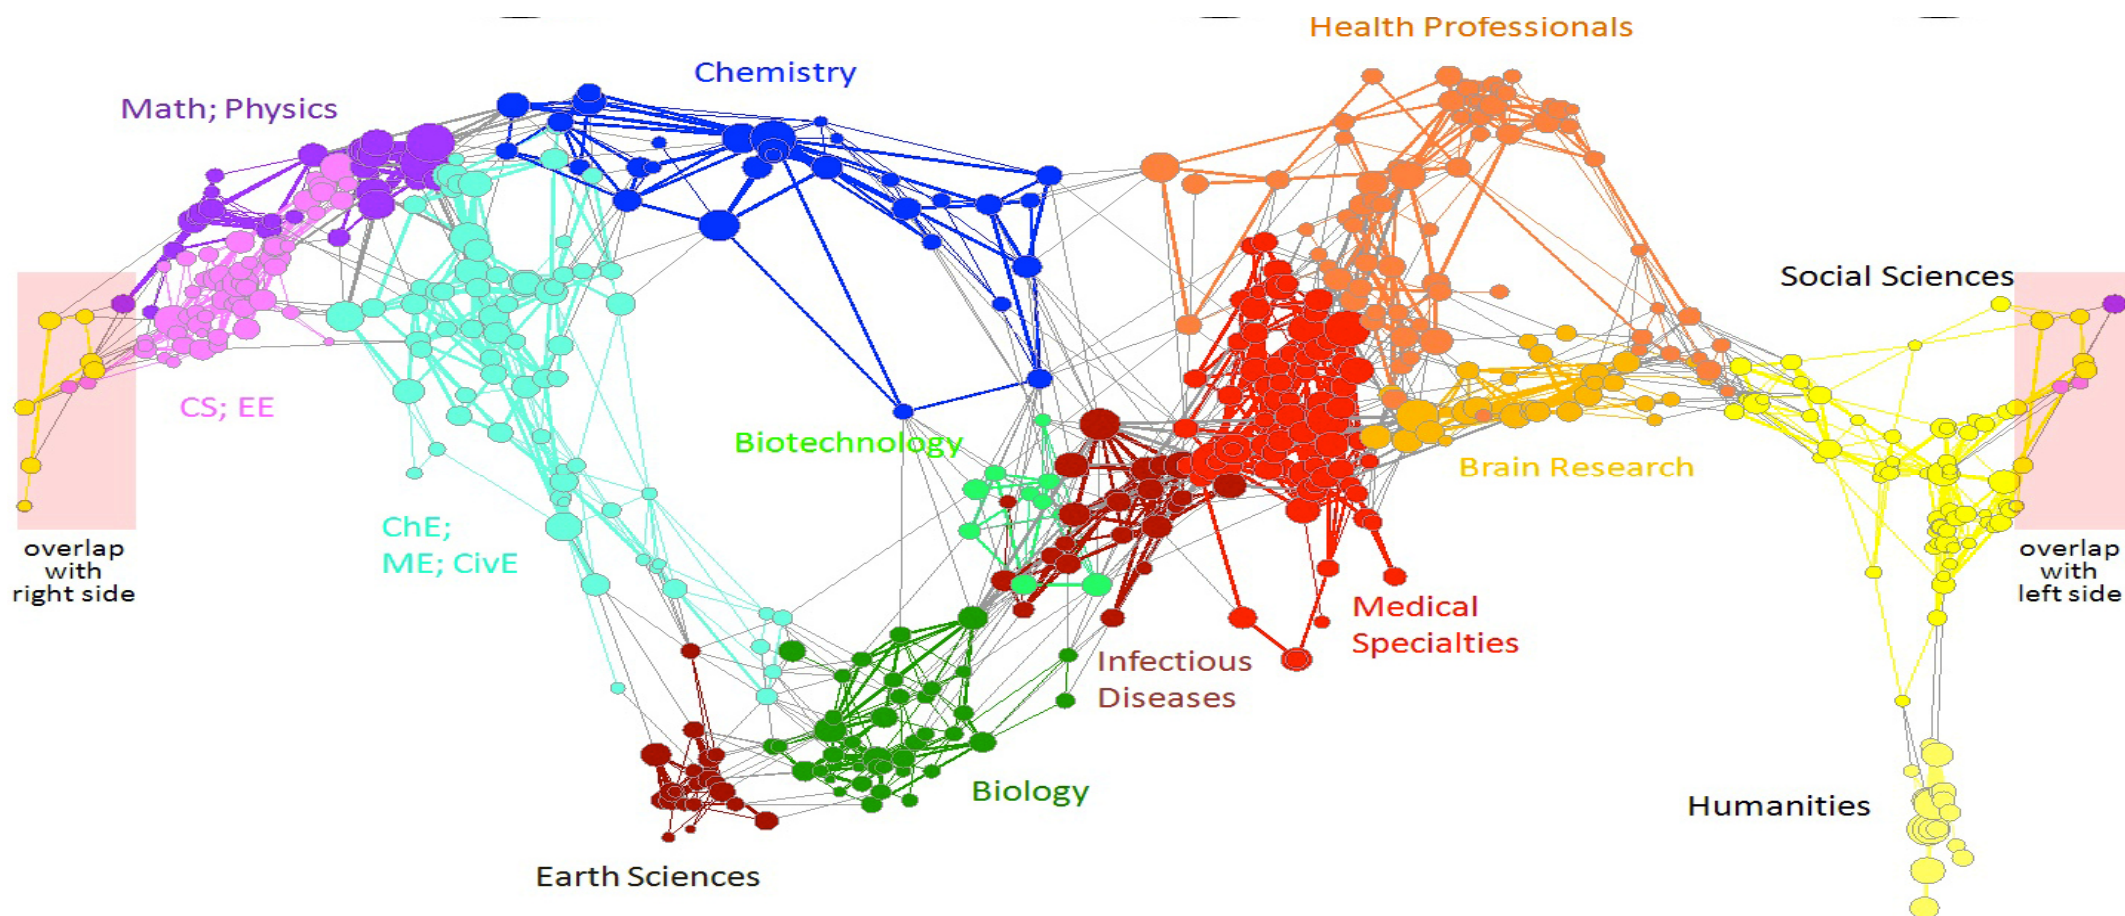 Health Professionals
Chemistry
Math; Physics
Social Sciences
CS; EE
Biotechnology
Brain Research
ChE;
ME; CivE
overlap
with
right side
overlap
with
left side
Medical
Specialties
Infectious
Diseases
Biology
Humanities
Earth Sciences